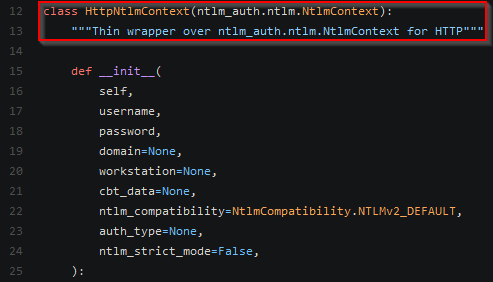 12 class HttpNtlmContext(ntlm_auth.ntlm.NtlmContext):
13     """Thin wrapper over ntlm_auth.ntlm.NtlmContext for HTTP"""
14
15     def __init__(
16         self,
17         username,
18         password,
19         domain=None,
20         workstation=None,
21         cbt_data=None,
22         ntlm_compatibility=NtlmCompatibility.NTLMv2_DEFAULT,
23         auth_type=None,
24         ntlm_strict_mode=False,
25     ):